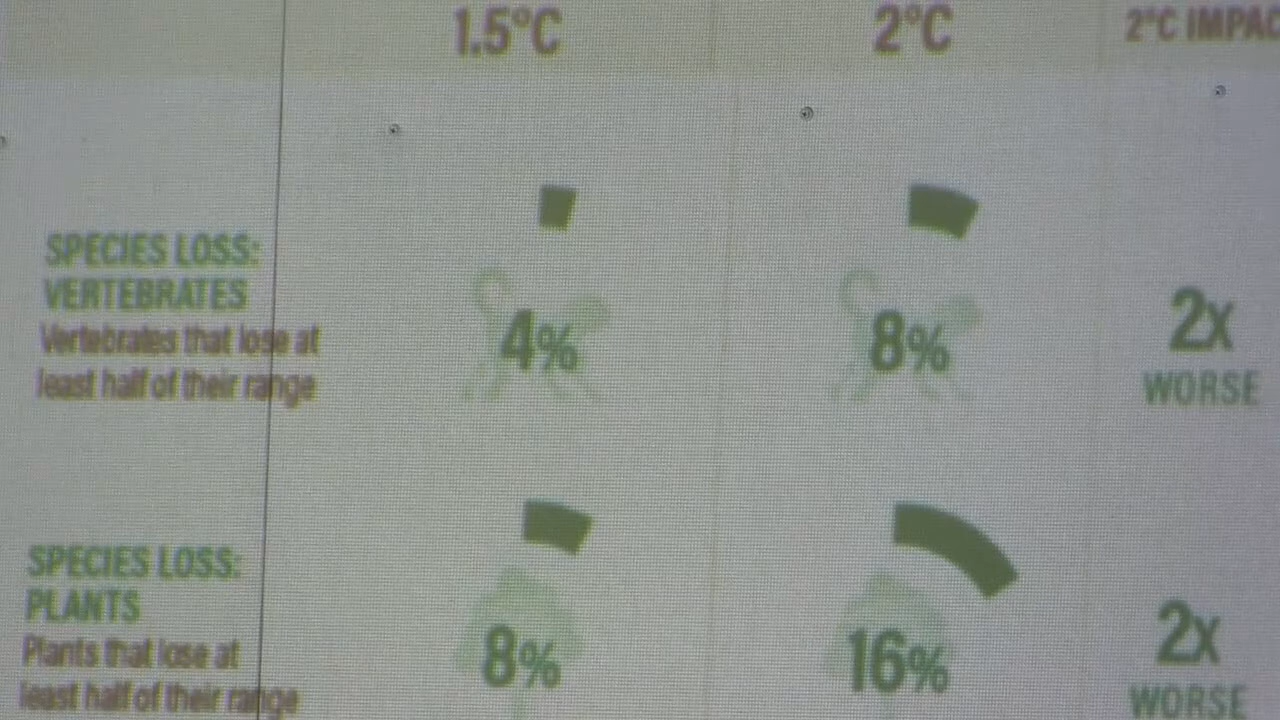 1.5°C 2°C 2°C IMPAC
SPECIES LOSS:
VERTEBRATES
Vertebrates that lose at
least half of their range
4% 8% 2x
WORSE
SPECIES LOSS:
PLANTS
Plants that lose at
least half of their range
8% 16% 2x
WORSE